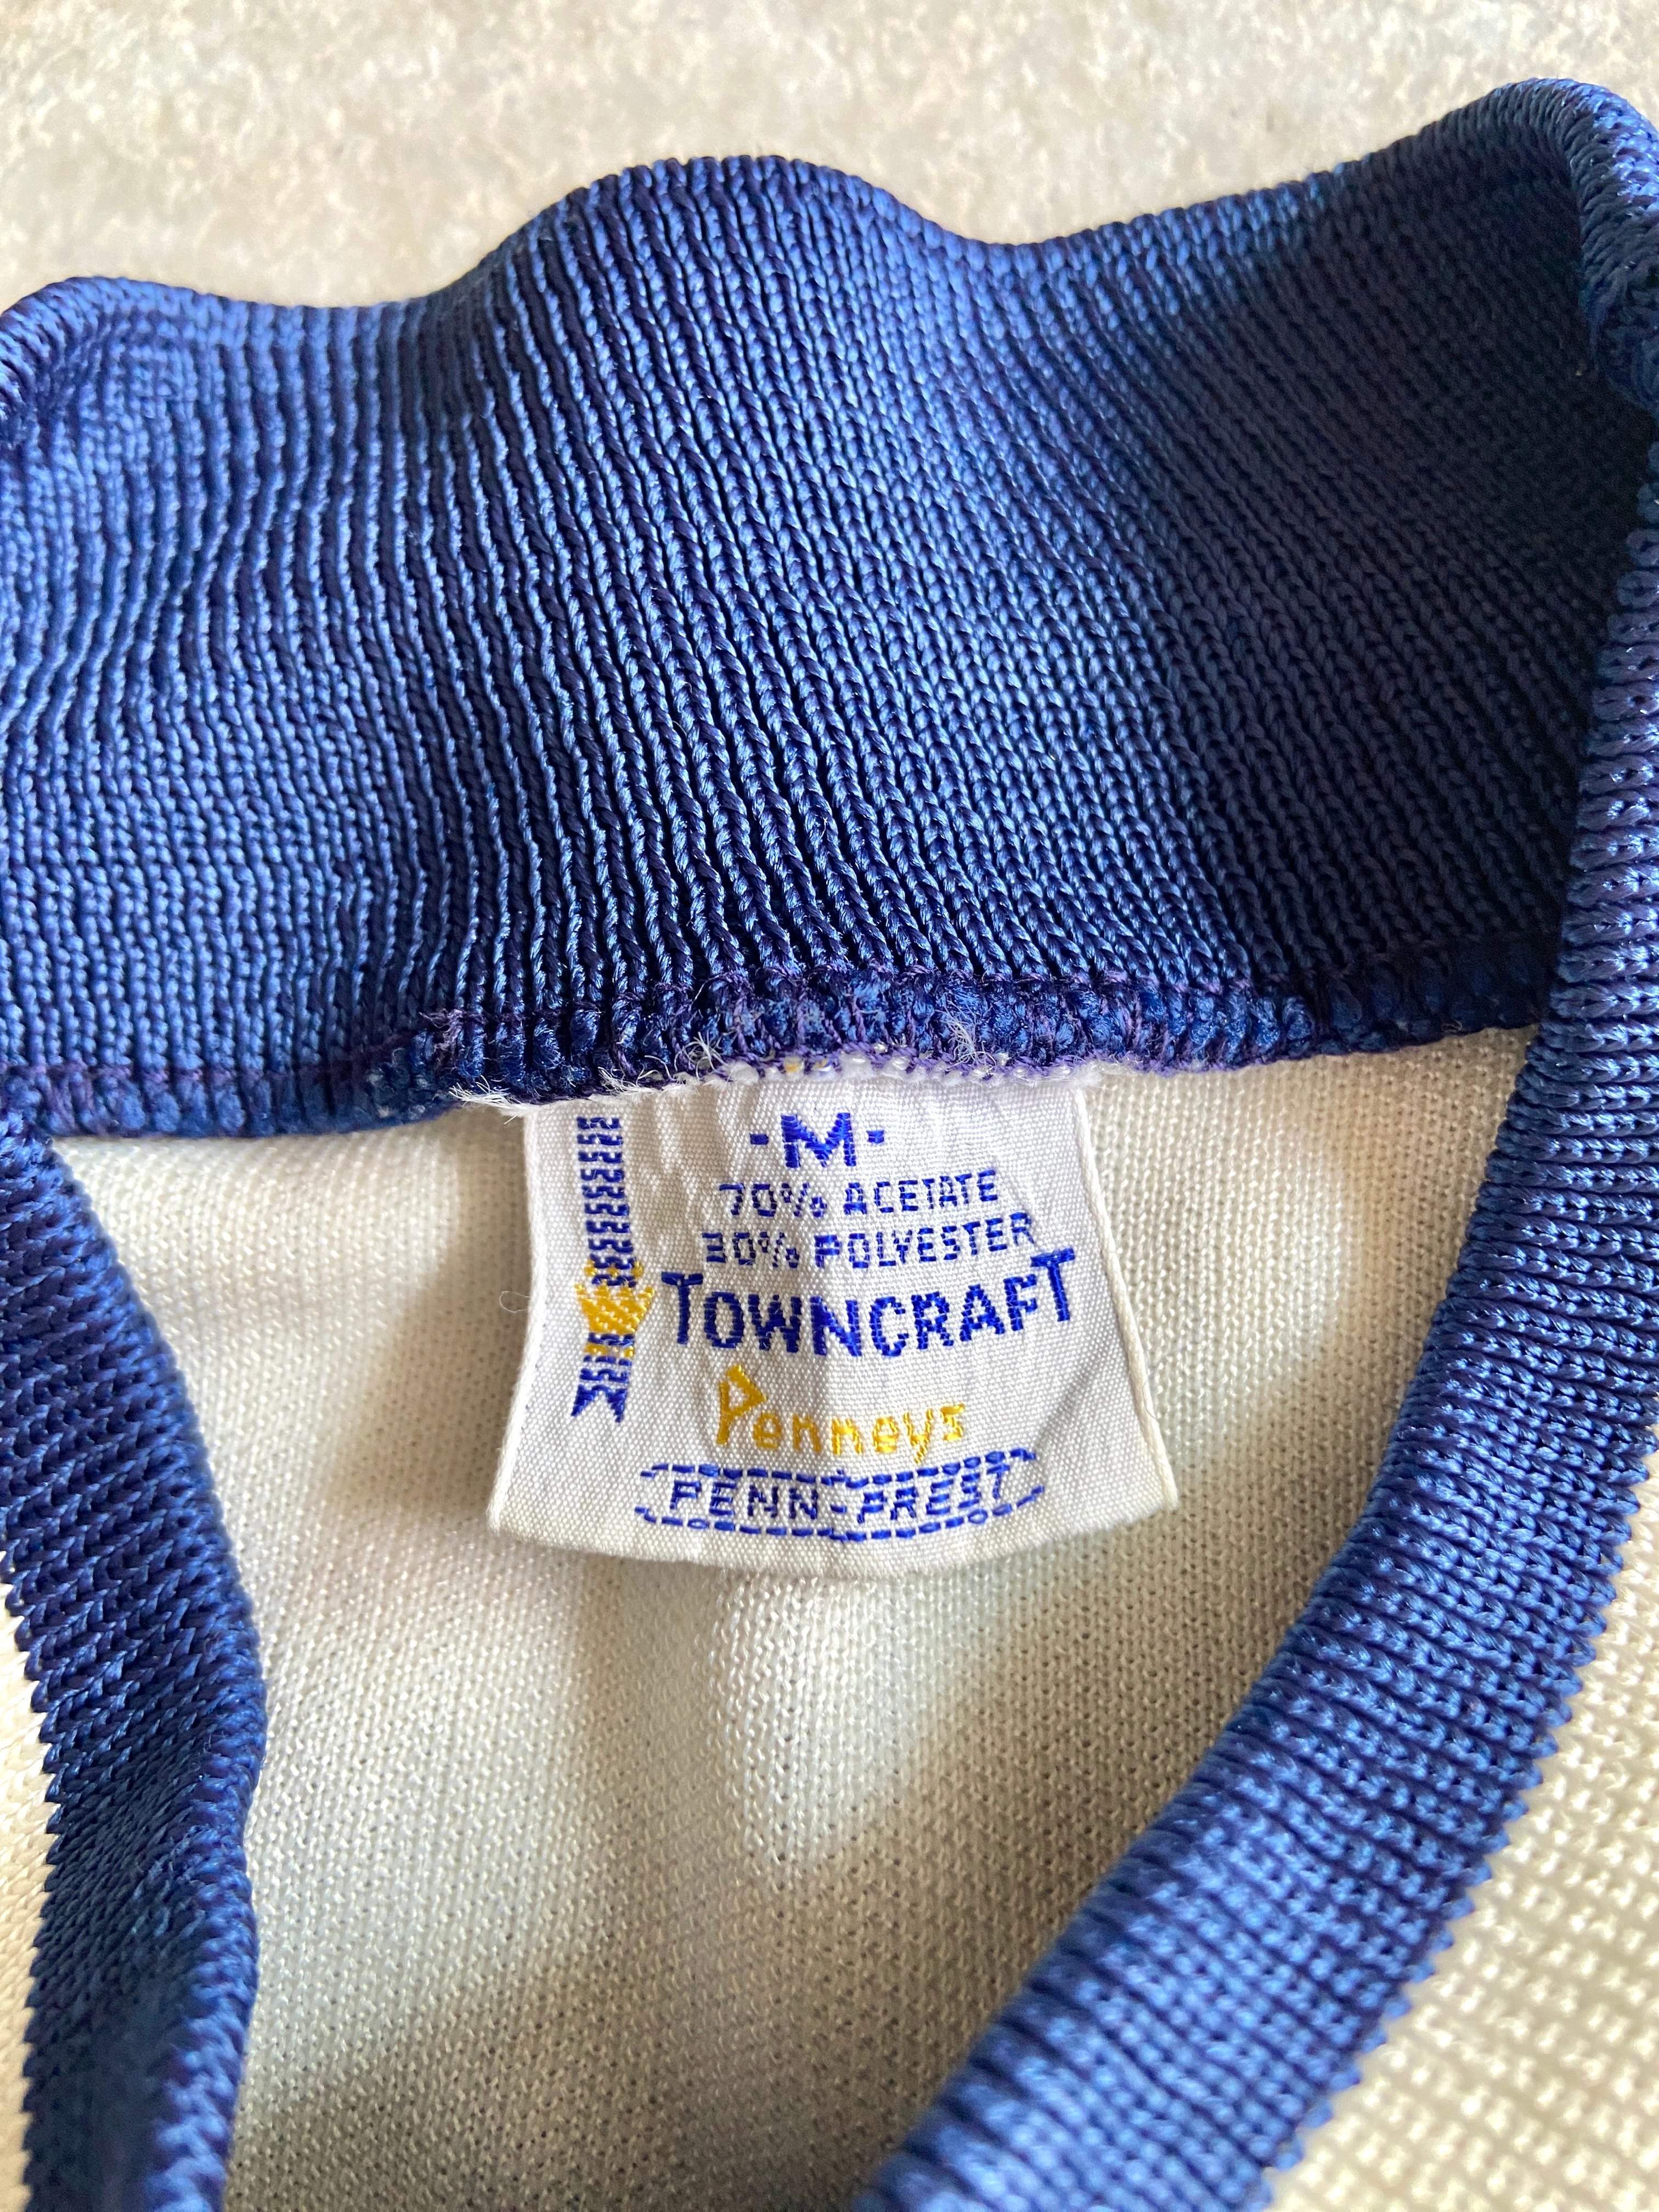 -M-
70% ACETATE
30% POLYESTER
TOWNCRAFT
Penneys
PENN-PREST